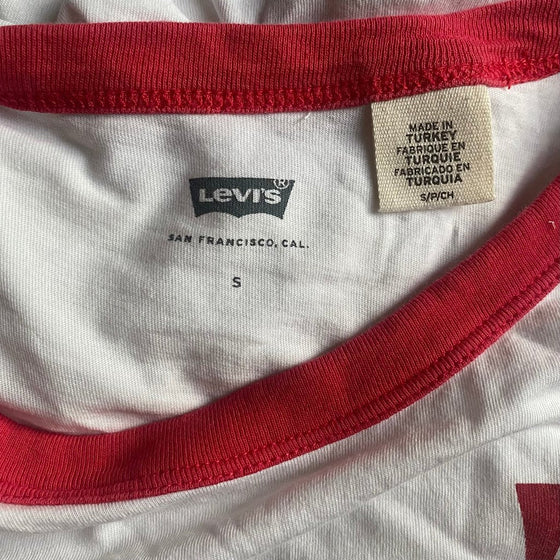 LEVI'S®
SAN FRANCISCO, CAL.
S
MADE IN
TURKEY
FABRIQUE EN
TURQUIE
FABRICADO EN
TURQUIA
S/P/CH